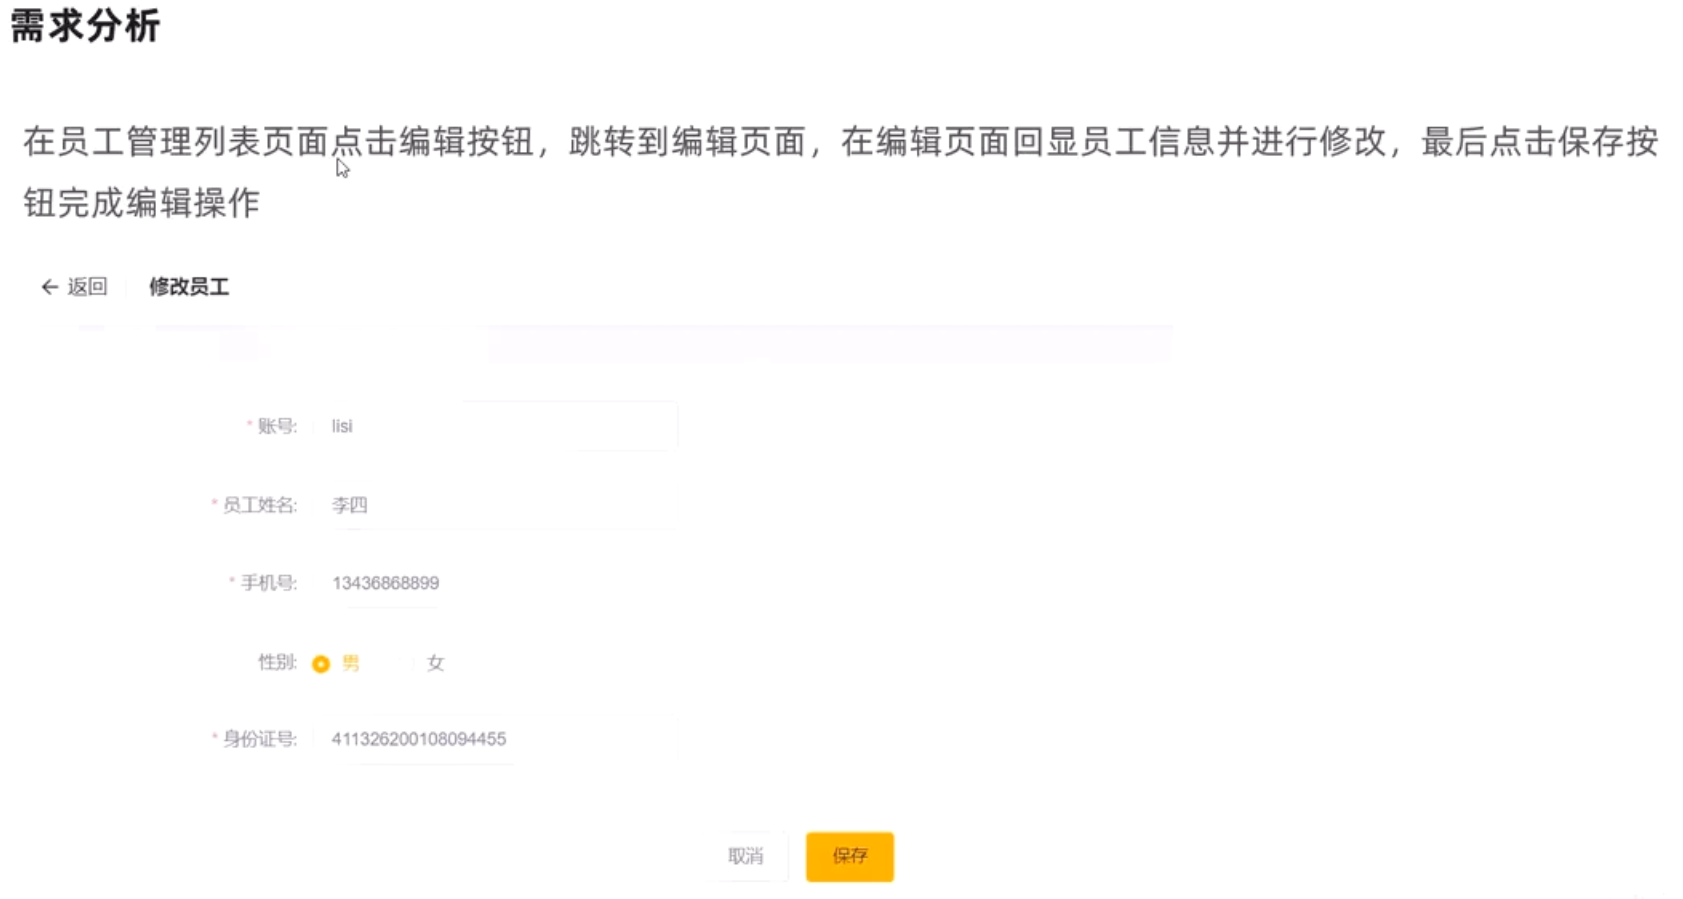 需求分析
在员工管理列表页面点击编辑按钮，跳转到编辑页面，在编辑页面回显员工信息并进行修改，最后点击保存按
钮完成编辑操作
← 返回 修改员工
* 账号: lisi
* 员工姓名: 李四
* 手机号: 13436868899
性别: 男 女
* 身份证号: 411326200108094455
取消 保存